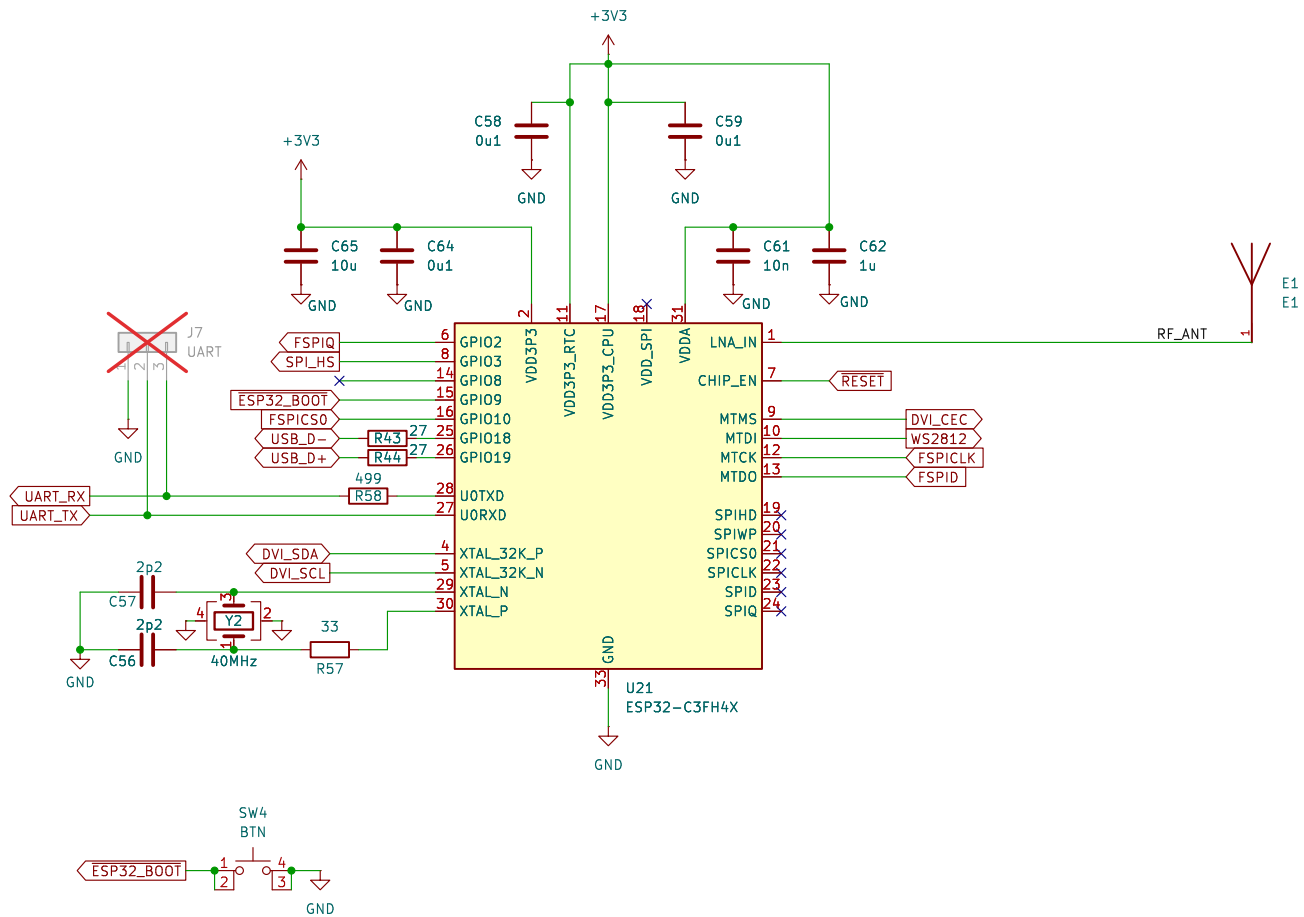 +3V3
C58
0u1
C59
0u1
GND
GND
+3V3
C65
10u
C64
0u1
C61
10n
C62
1u
GND
GND
GND
GND
E1
E1
1
RF_ANT
J7
UART
1
2
3
GND
2
11
17
18
31
VDD3P3
VDD3P3_RTC
VDD3P3_CPU
VDD_SPI
VDDA
FSPIQ 6 GPIO2
LNA_IN 1
SPI_HS 8 GPIO3
14 GPIO8
CHIP_EN 7 RESET
ESP32_BOOT 15 GPIO9
FSPICS0 16 GPIO10
MTMS 9 DVI_CEC
USB_D- R43 27 25 GPIO18
MTDI 10 WS2812
USB_D+ R44 27 26 GPIO19
MTCK 12 FSPICLK
MTDO 13 FSPID
499
UART_RX R58 28 U0TXD
UART_TX 27 U0RXD
SPIHD 19
SPIWP 20
DVI_SDA 4 XTAL_32K_P
SPICS0 21
DVI_SCL 5 XTAL_32K_N
SPICLK 22
29 XTAL_N
SPID 23
30 XTAL_P
SPIQ 24
2p2
C57
3
4 Y2 2
1
40MHz
2p2
C56
GND
33
R57
GND
33
U21
ESP32-C3FH4X
GND
SW4
BTN
ESP32_BOOT
1
2
4
3
GND